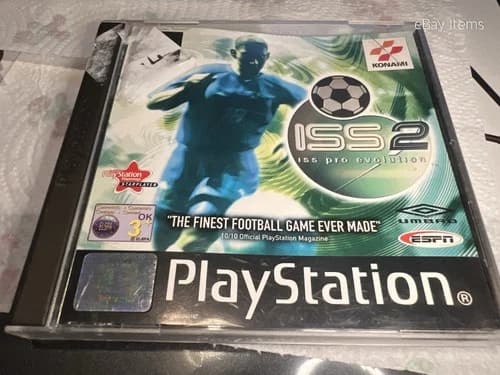 eBay Items
KONAMI
ISS2
iss pro evolution
PlayStation
STARPLAYER
OK
3
UMBRO
ESPN
"THE FINEST FOOTBALL GAME EVER MADE"
10/10 Official PlayStation Magazine
PlayStation®